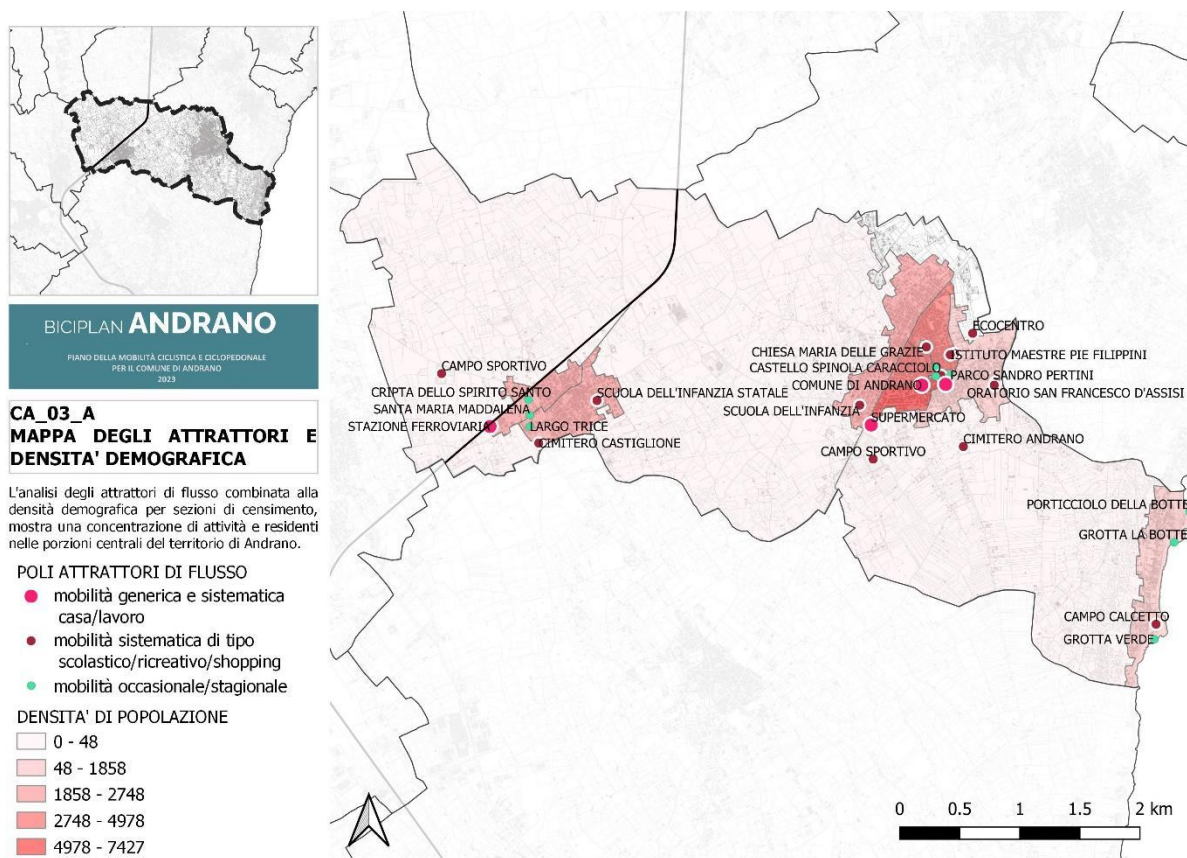 BICIPLAN ANDRANO
PIANO DELLA MOBILITÀ CICLISTICA E CICLOPEDONALE
PER IL COMUNE DI ANDRANO
2023
CA_03_A
MAPPA DEGLI ATTRATTORI E
DENSITA' DEMOGRAFICA
L'analisi degli attrattori di flusso combinata alla
densità demografica per sezioni di censimento,
mostra una concentrazione di attività e residenti
nelle porzioni centrali del territorio di Andrano.
POLI ATTRATTORI DI FLUSSO
mobilità generica e sistematica
casa/lavoro
mobilità sistematica di tipo
scolastico/ricreativo/shopping
mobilità occasionale/stagionale
DENSITA' DI POPOLAZIONE
0 - 48
48 - 1858
1858 - 2748
2748 - 4978
4978 - 7427
CAMPO SPORTIVO
CRIPTA DELLO SPIRITO SANTO
SANTA MARIA MADDALENA
STAZIONE FERROVIARIA
LARGO TRICE
CIMITERO CASTIGLIONE
SCUOLA DELL'INFANZIA STATALE
ECOCENTRO
CHIESA MARIA DELLE GRAZIE
ISTITUTO MAESTRE PIE FILIPPINI
CASTELLO SPINOLA CARACCIOLO
PARCO SANDRO PERTINI
COMUNE DI ANDRANO
ORATORIO SAN FRANCESCO D'ASSISI
SCUOLA DELL'INFANZIA
SUPERMERCATO
CIMITERO ANDRANO
CAMPO SPORTIVO
PORTICCIOLO DELLA BOTTE
GROTTA LA BOTTE
CAMPO CALCETTO
GROTTA VERDE
0 0.5 1 1.5 2 km